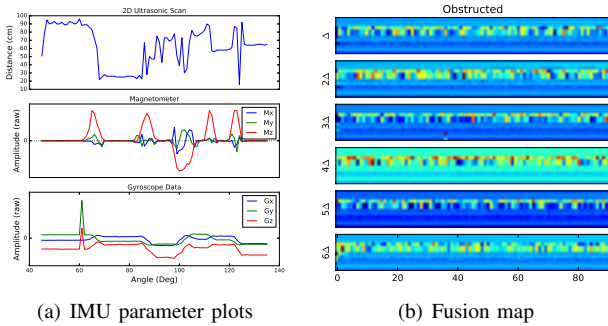 2D Ultrasonic Scan
Distance (cm)
100
90
80
70
60
50
40
30
20
10
Magnetometer
Amplitude (raw)
0
Mx
My
Mz
Gyroscope Data
Amplitude (raw)
0
Gx
Gy
Gz
40 60 80 100 120 140
Angle (Deg)
(a) IMU parameter plots
Obstructed
Δ
2Δ
3Δ
4Δ
5Δ
6Δ
0 20 40 60 80
(b) Fusion map